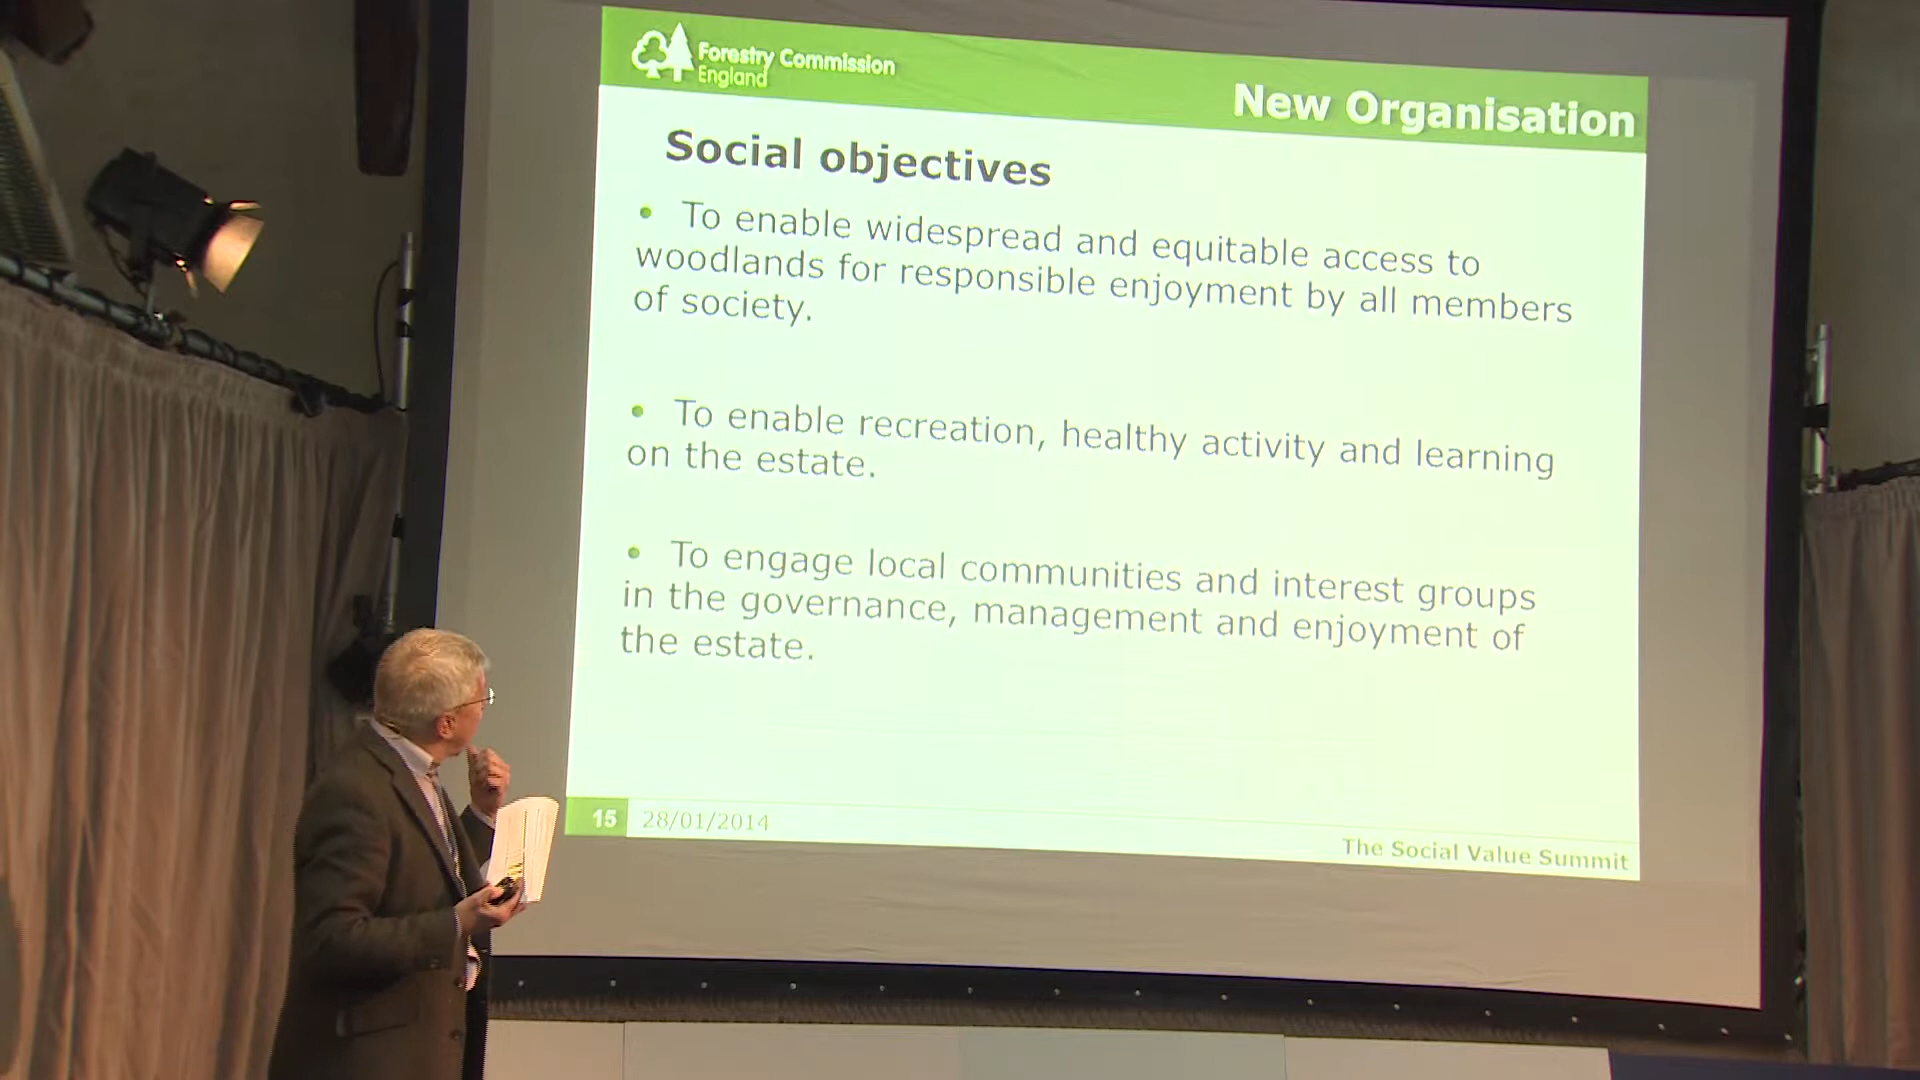 Forestry Commission
England
New Organisation
Social objectives
• To enable widespread and equitable access to
woodlands for responsible enjoyment by all members
of society.
• To enable recreation, healthy activity and learning
on the estate.
• To engage local communities and interest groups
in the governance, management and enjoyment of
the estate.
15 28/01/2014
The Social Value Summit